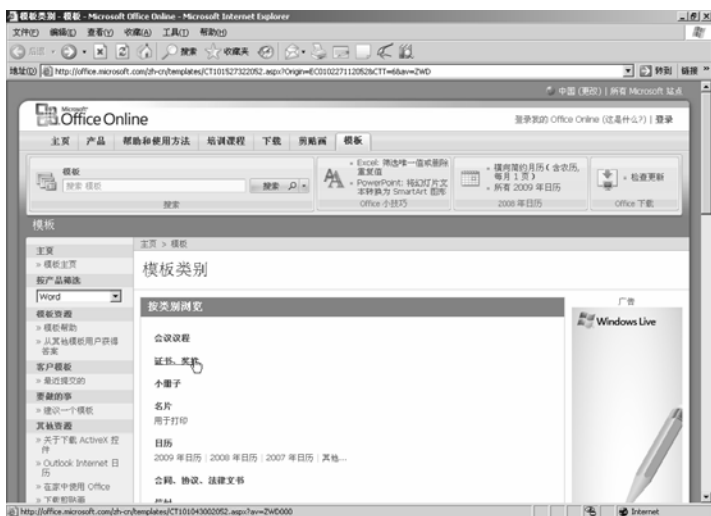 模板类别 - 模板 - Microsoft Office Online - Microsoft Internet Explorer
文件(F) 编辑(E) 查看(V) 收藏(A) 工具(T) 帮助(H)
后退 搜索 收藏夹
地址(D) http://office.microsoft.com/zh-cn/templates/CT101527322052.aspx?Origin=EC010227112052&CTT=6&av=ZWD 转到 链接 »
中国 (更改) | 所有 Microsoft 站点
Microsoft
Office Online
登录我的 Office Online (这是什么?) | 登录
主页 产品 帮助和使用方法 培训课程 下载 剪贴画 模板
模板
搜索 模板 搜索
搜索
Excel: 筛选唯一值或删除
重复值
PowerPoint: 将幻灯片文
本转换为 SmartArt 图形
Office 小技巧
横向简约月历(含农历,
每月 1 页)
所有 2009 年日历
2008 年日历
检查更新
Office 下载
模板
主页
» 模板主页
按产品筛选
Word
模板资源
» 模板帮助
» 从其他模板用户获得
答案
客户模板
» 最近提交的
要做的事
» 建议一个模板
其他资源
» 关于下载 ActiveX 控
件
» Outlook Internet 日
历
» 在家中使用 Office
» 下载剪贴画
主页 > 模板
模板类别
按类别浏览
会议议程
证书、奖状
小册子
名片
用于打印
日历
2009 年日历 | 2008 年日历 | 2007 年日历 | 其他...
合同、协议、法律文书
广告
Windows Live
http://office.microsoft.com/zh-cn/templates/CT101043002052.aspx?av=ZWD000 Internet